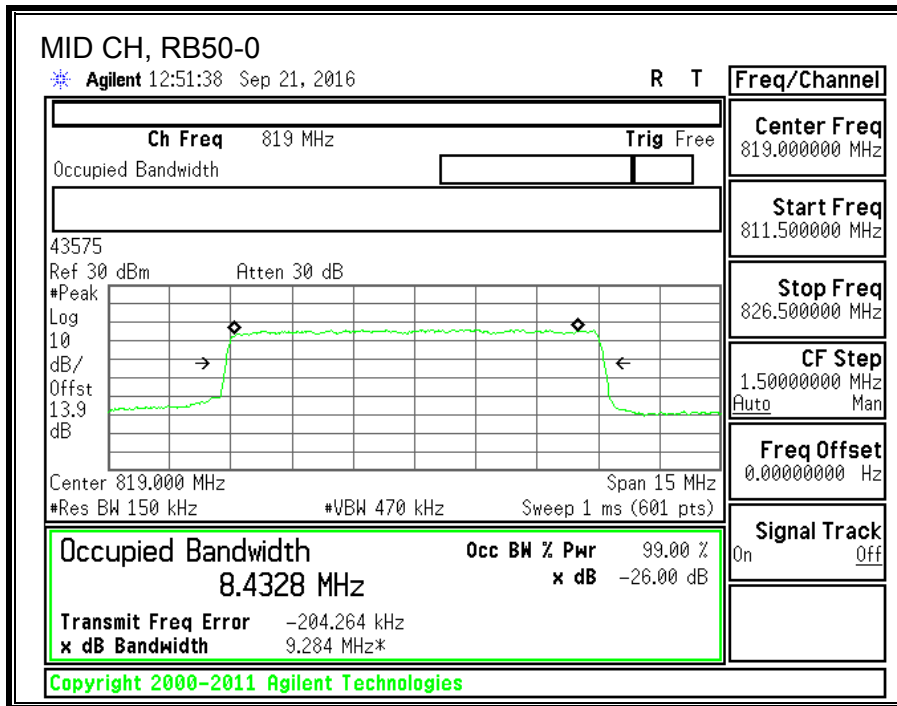 MID CH, RB50-0
Agilent 12:51:38 Sep 21, 2016 R T
Ch Freq 819 MHz Trig Free
Occupied Bandwidth
43575
Ref 30 dBm Atten 30 dB
#Peak
Log
10
dB/
Offst
13.9
dB
Center 819.000 MHz Span 15 MHz
#Res BW 150 kHz #VBW 470 kHz Sweep 1 ms (601 pts)
Occupied Bandwidth Occ BW % Pwr 99.00 %
8.4328 MHz x dB -26.00 dB
Transmit Freq Error -204.264 kHz
x dB Bandwidth 9.284 MHz*
Copyright 2000-2011 Agilent Technologies
Freq/Channel
Center Freq
819.000000 MHz
Start Freq
811.500000 MHz
Stop Freq
826.500000 MHz
CF Step
1.50000000 MHz
Auto Man
Freq Offset
0.00000000 Hz
Signal Track
On Off